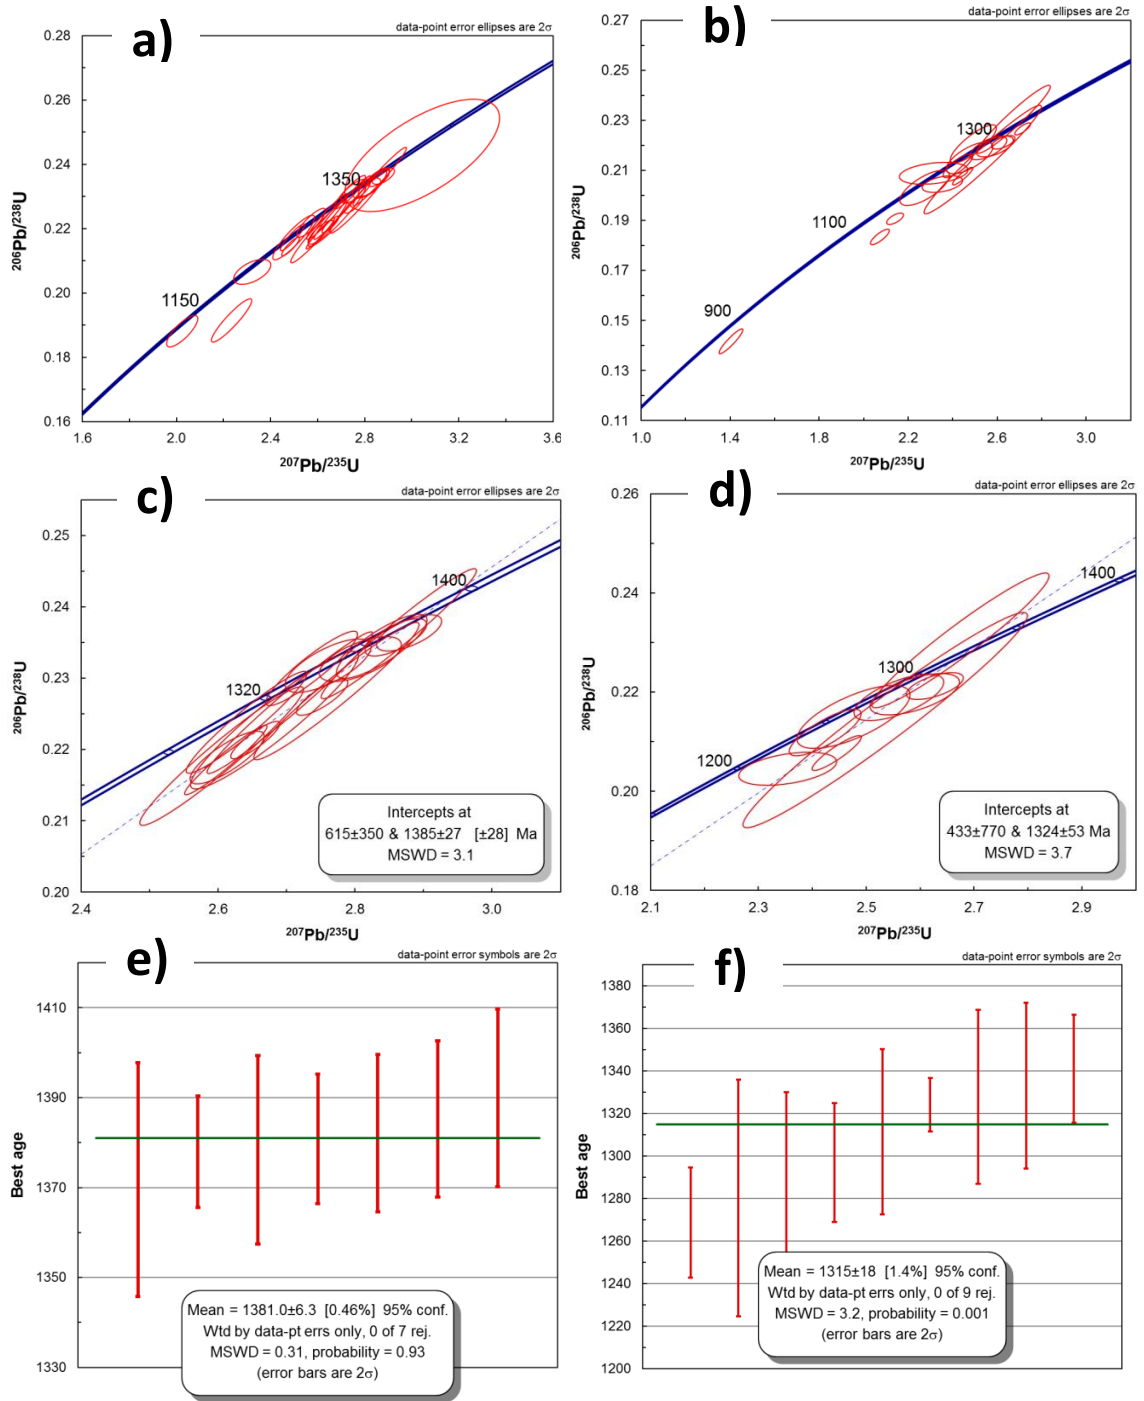 a)
data-point error ellipses are 2σ
0.28
0.26
0.24
0.22
0.20
0.18
0.16
1350
1150
206Pb/238U
1.6 2.0 2.4 2.8 3.2 3.6
207Pb/235U
b)
data-point error ellipses are 2σ
0.27
0.25
0.23
0.21
0.19
0.17
0.15
0.13
0.11
1300
1100
900
206Pb/238U
1.0 1.4 1.8 2.2 2.6 3.0
207Pb/235U
c)
data-point error ellipses are 2σ
0.25
0.24
0.23
0.22
0.21
0.20
1400
1320
206Pb/238U
Intercepts at
615±350 & 1385±27 [±28] Ma
MSWD = 3.1
2.4 2.6 2.8 3.0
207Pb/235U
d)
data-point error ellipses are 2σ
0.26
0.24
0.22
0.20
0.18
1400
1300
1200
206Pb/238U
Intercepts at
433±770 & 1324±53 Ma
MSWD = 3.7
2.1 2.3 2.5 2.7 2.9
207Pb/235U
e)
data-point error symbols are 2σ
1410
1390
1370
1350
1330
Best age
Mean = 1381.0±6.3 [0.46%] 95% conf.
Wtd by data-pt errs only, 0 of 7 rej.
MSWD = 0.31, probability = 0.93
(error bars are 2σ)
f)
data-point error symbols are 2σ
1380
1360
1340
1320
1300
1280
1260
1240
1220
1200
Best age
Mean = 1315±18 [1.4%] 95% conf.
Wtd by data-pt errs only, 0 of 9 rej.
MSWD = 3.2, probability = 0.001
(error bars are 2σ)